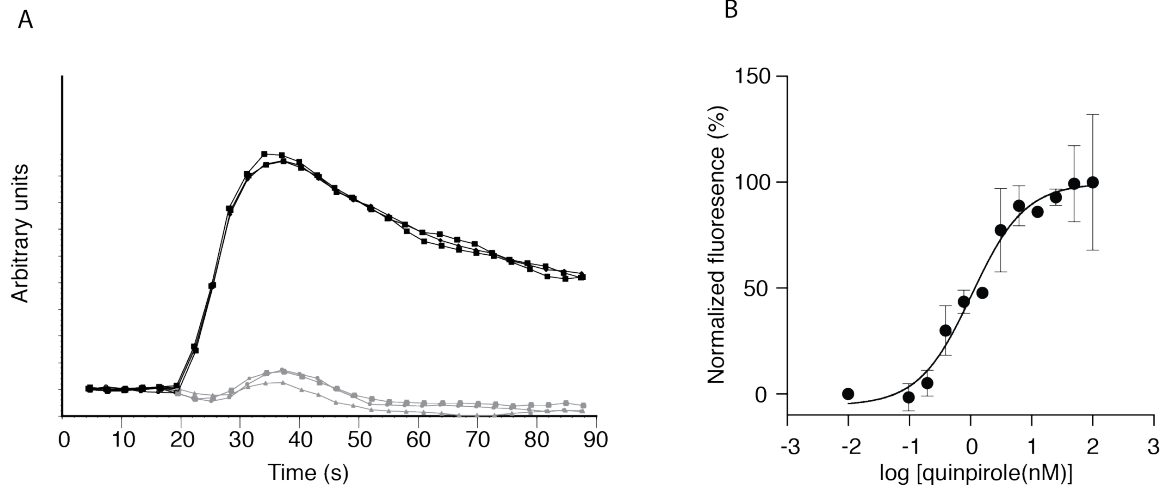 A
Arbitrary units
0 10 20 30 40 50 60 70 80 90
Time (s)
B
Normalized fluoresence (%)
150
100
50
0
-3 -2 -1 0 1 2 3
log [quinpirole(nM)]